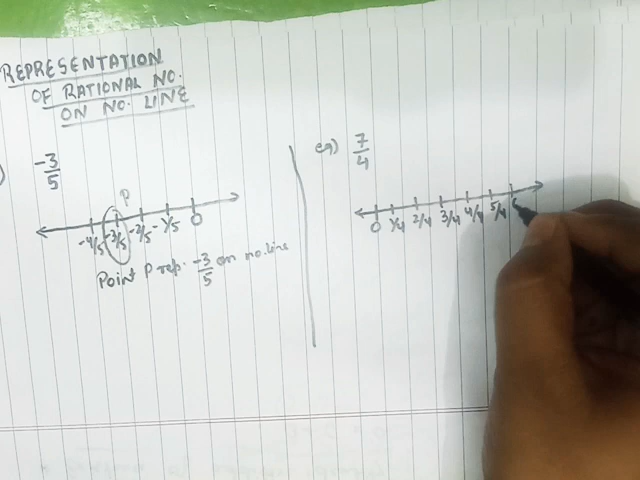 REPRESENTATION
OF RATIONAL NO.
ON NO. LINE
-3/5
P
-4/5 -3/5 -2/5 -1/5 0
Point P rep. -3/5 on no. line
eg) 7/4
0 1/4 2/4 3/4 4/4 5/4 6